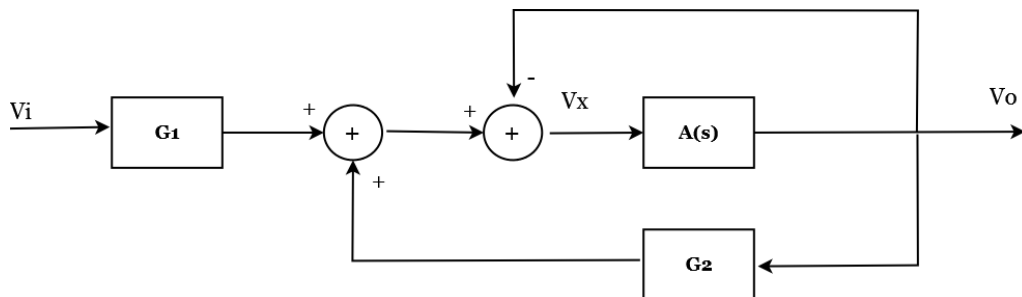 -
Vi
+
+
Vx
Vo
G1
+
+
A(s)
+
G2